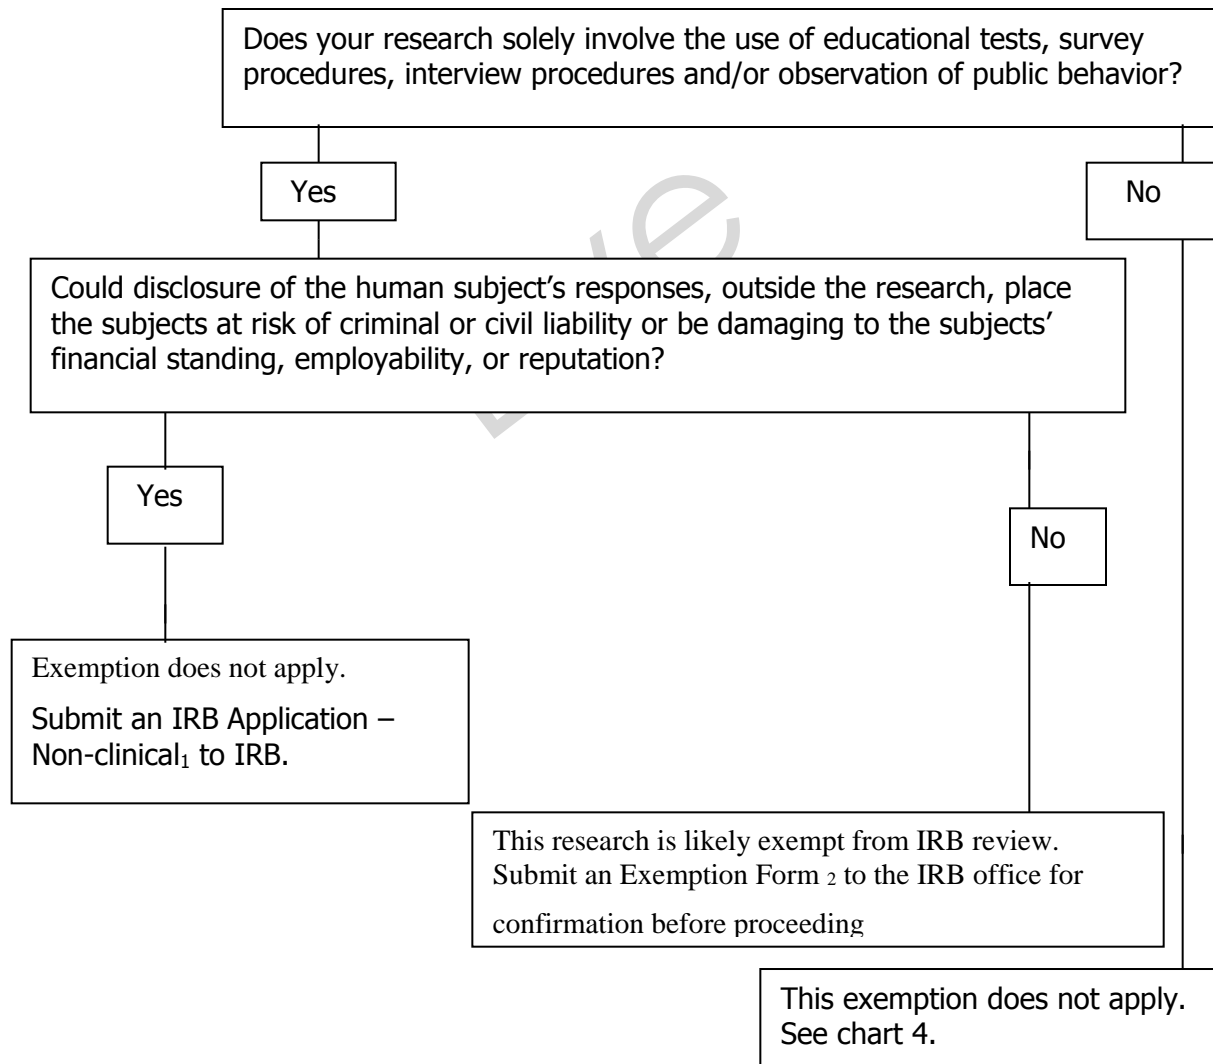 Does your research solely involve the use of educational tests, survey
procedures, interview procedures and/or observation of public behavior?
Yes
No
Could disclosure of the human subject’s responses, outside the research, place
the subjects at risk of criminal or civil liability or be damaging to the subjects’
financial standing, employability, or reputation?
Yes
No
Exemption does not apply.
Submit an IRB Application –
Non-clinical₁ to IRB.
This research is likely exempt from IRB review.
Submit an Exemption Form ₂ to the IRB office for
confirmation before proceeding
This exemption does not apply.
See chart 4.